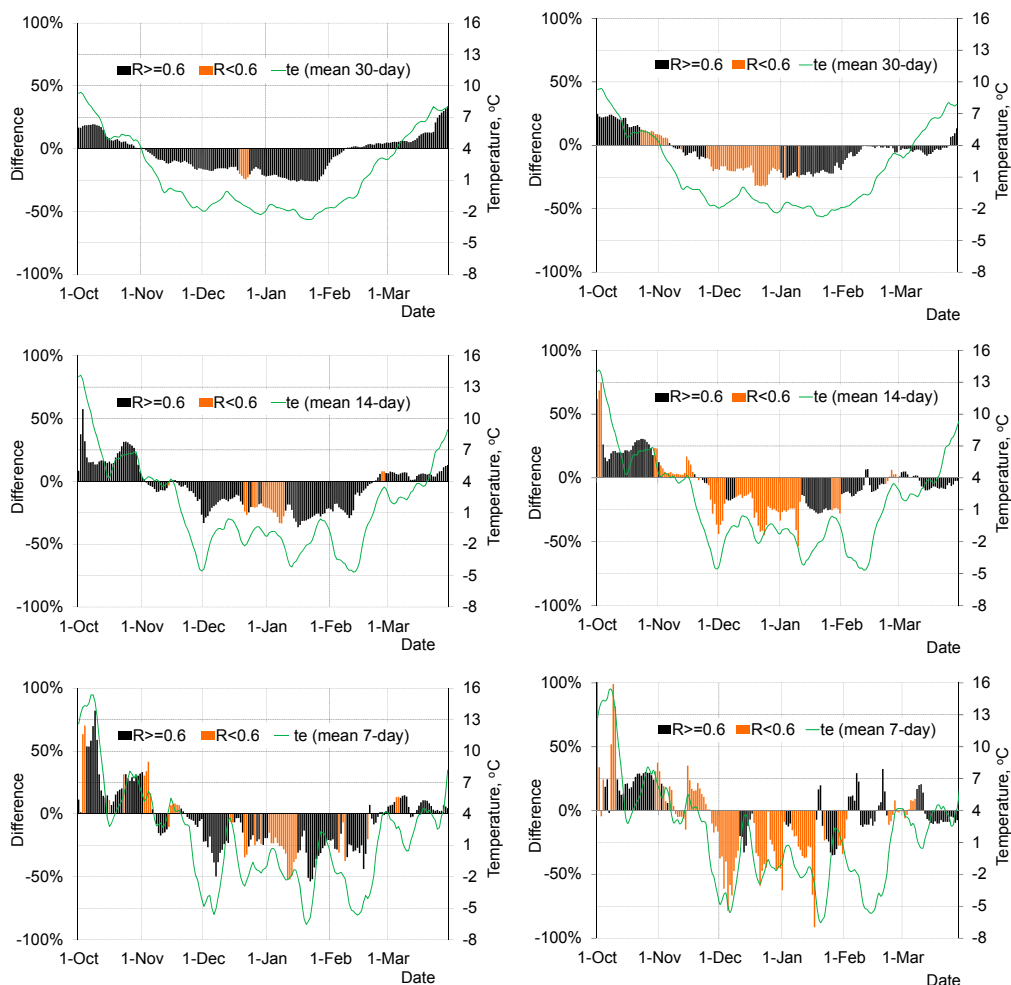 100%
50%
0%
-50%
-100%
Difference
R>=0.6 R<0.6 te (mean 30-day)
16
13
10
7
4
1
-2
-5
-8
Temperature, °C
1-Oct 1-Nov 1-Dec 1-Jan 1-Feb 1-Mar
Date
100%
50%
0%
-50%
-100%
Difference
R>=0.6 R<0.6 te (mean 30-day)
16
13
10
7
4
1
-2
-5
-8
Temperature, °C
1-Oct 1-Nov 1-Dec 1-Jan 1-Feb 1-Mar
Date
100%
50%
0%
-50%
-100%
Difference
R>=0.6 R<0.6 te (mean 14-day)
16
13
10
7
4
1
-2
-5
-8
Temperature, °C
1-Oct 1-Nov 1-Dec 1-Jan 1-Feb 1-Mar
Date
100%
50%
0%
-50%
-100%
Difference
R>=0.6 R<0.6 te (mean 14-day)
16
13
10
7
4
1
-2
-5
-8
Temperature, °C
1-Oct 1-Nov 1-Dec 1-Jan 1-Feb 1-Mar
Date
100%
50%
0%
-50%
-100%
Difference
R>=0.6 R<0.6 te (mean 7-day)
16
13
10
7
4
1
-2
-5
-8
Temperature, °C
1-Oct 1-Nov 1-Dec 1-Jan 1-Feb 1-Mar
Date
100%
50%
0%
-50%
-100%
Difference
R>=0.6 R<0.6 te (mean 7-day)
16
13
10
7
4
1
-2
-5
-8
Temperature, °C
1-Oct 1-Nov 1-Dec 1-Jan 1-Feb 1-Mar
Date